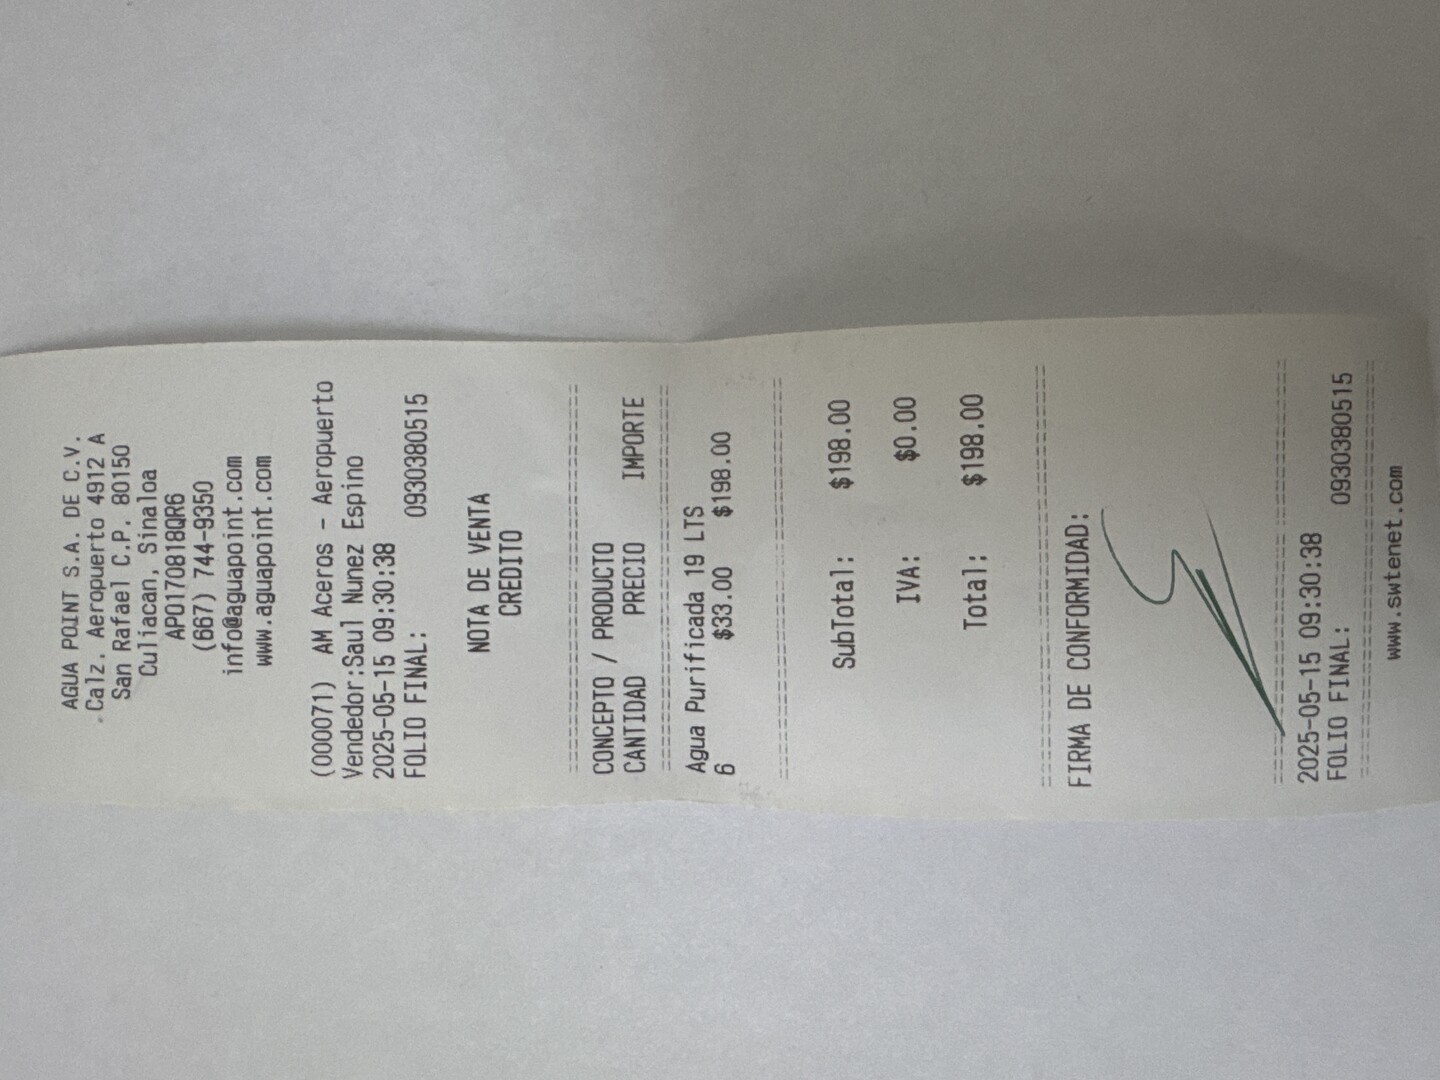 AGUA POINT S.A. DE C.V.
Calz. Aeropuerto 4912 A
San Rafael C.P. 80150
Culiacan, Sinaloa
APO170818QR6
(667) 744-9350
info@aguapoint.com
www.aguapoint.com
(000071) AM Aceros - Aeropuerto
Vendedor:Saul Nunez Espino
2025-05-15 09:30:38
FOLIO FINAL: 0930380515
NOTA DE VENTA
CREDITO
CONCEPTO / PRODUCTO
CANTIDAD PRECIO IMPORTE
Agua Purificada 19 LTS
6 $33.00 $198.00
SubTotal: $198.00
IVA: $0.00
Total: $198.00
FIRMA DE CONFORMIDAD:
2025-05-15 09:30:38
FOLIO FINAL: 0930380515
www.swtenet.com